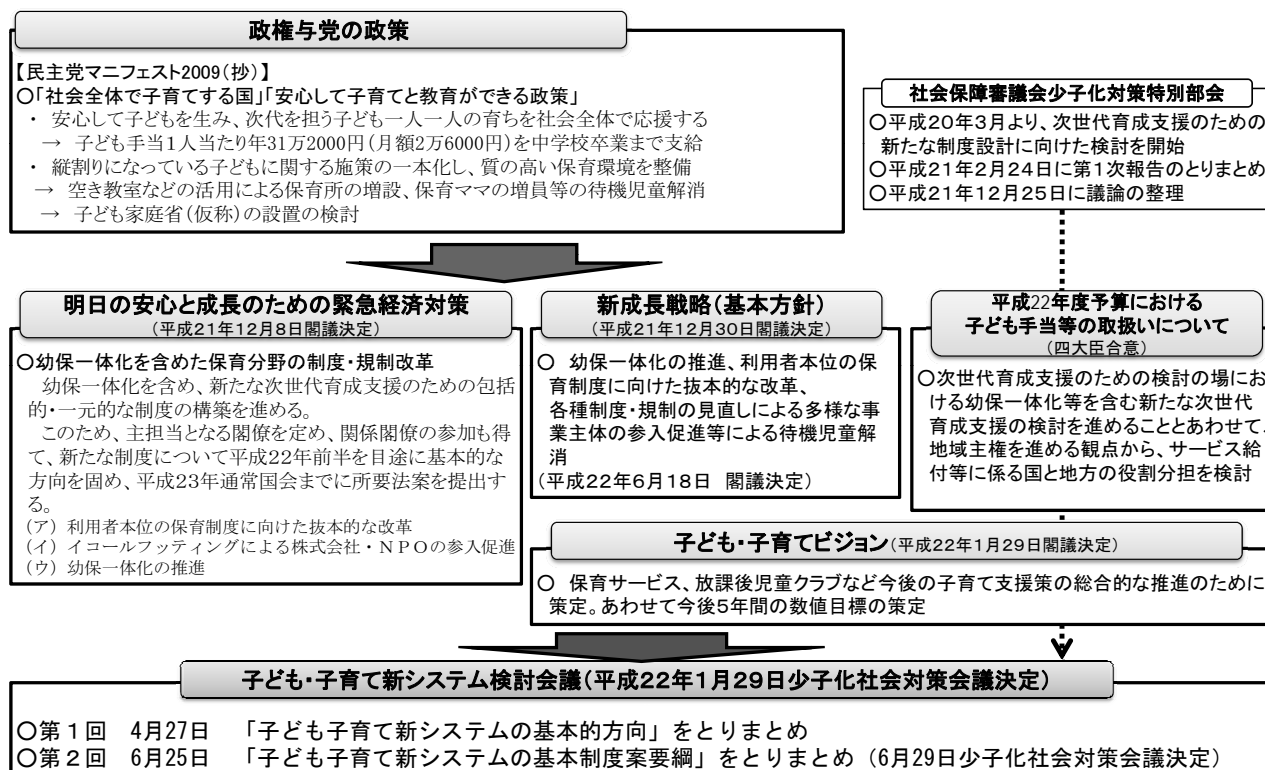 政権与党の政策
【民主党マニフェスト2009(抄)】
○「社会全体で子育てする国」「安心して子育てと教育ができる政策」
・ 安心して子どもを生み、次代を担う子ども一人一人の育ちを社会全体で応援する
→ 子ども手当1人当たり年31万2000円(月額2万6000円)を中学校卒業まで支給
・ 縦割りになっている子どもに関する施策の一本化し、質の高い保育環境を整備
→ 空き教室などの活用による保育所の増設、保育ママの増員等の待機児童解消
→ 子ども家庭省(仮称)の設置の検討
社会保障審議会少子化対策特別部会
○平成20年3月より、次世代育成支援のための
新たな制度設計に向けた検討を開始
○平成21年2月24日に第1次報告のとりまとめ
○平成21年12月25日に議論の整理
明日の安心と成長のための緊急経済対策
(平成21年12月8日閣議決定)
○幼保一体化を含めた保育分野の制度・規制改革
幼保一体化を含め、新たな次世代育成支援のための包括
的・一元的な制度の構築を進める。
このため、主担当となる閣僚を定め、関係閣僚の参加も得
て、新たな制度について平成22年前半を目途に基本的な
方向を固め、平成23年通常国会までに所要法案を提出す
る。
(ア) 利用者本位の保育制度に向けた抜本的な改革
(イ) イコールフッティングによる株式会社・NPOの参入促進
(ウ) 幼保一体化の推進
新成長戦略(基本方針)
(平成21年12月30日閣議決定)
○ 幼保一体化の推進、利用者本位の保
育制度に向けた抜本的な改革、
各種制度・規制の見直しによる多様な事
業主体の参入促進等による待機児童解
消
(平成22年6月18日 閣議決定)
平成22年度予算における
子ども手当等の取扱いについて
(四大臣合意)
○次世代育成支援のための検討の場にお
ける幼保一体化等を含む新たな次世代
育成支援の検討を進めることとあわせて、
地域主権を進める観点から、サービス給
付等に係る国と地方の役割分担を検討
子ども・子育てビジョン(平成22年1月29日閣議決定)
○ 保育サービス、放課後児童クラブなど今後の子育て支援策の総合的な推進のために
策定。あわせて今後5年間の数値目標の策定
子ども・子育て新システム検討会議(平成22年1月29日少子化社会対策会議決定)
○第1回 4月27日 「子ども子育て新システムの基本的方向」をとりまとめ
○第2回 6月25日 「子ども子育て新システムの基本制度案要綱」をとりまとめ(6月29日少子化社会対策会議決定)